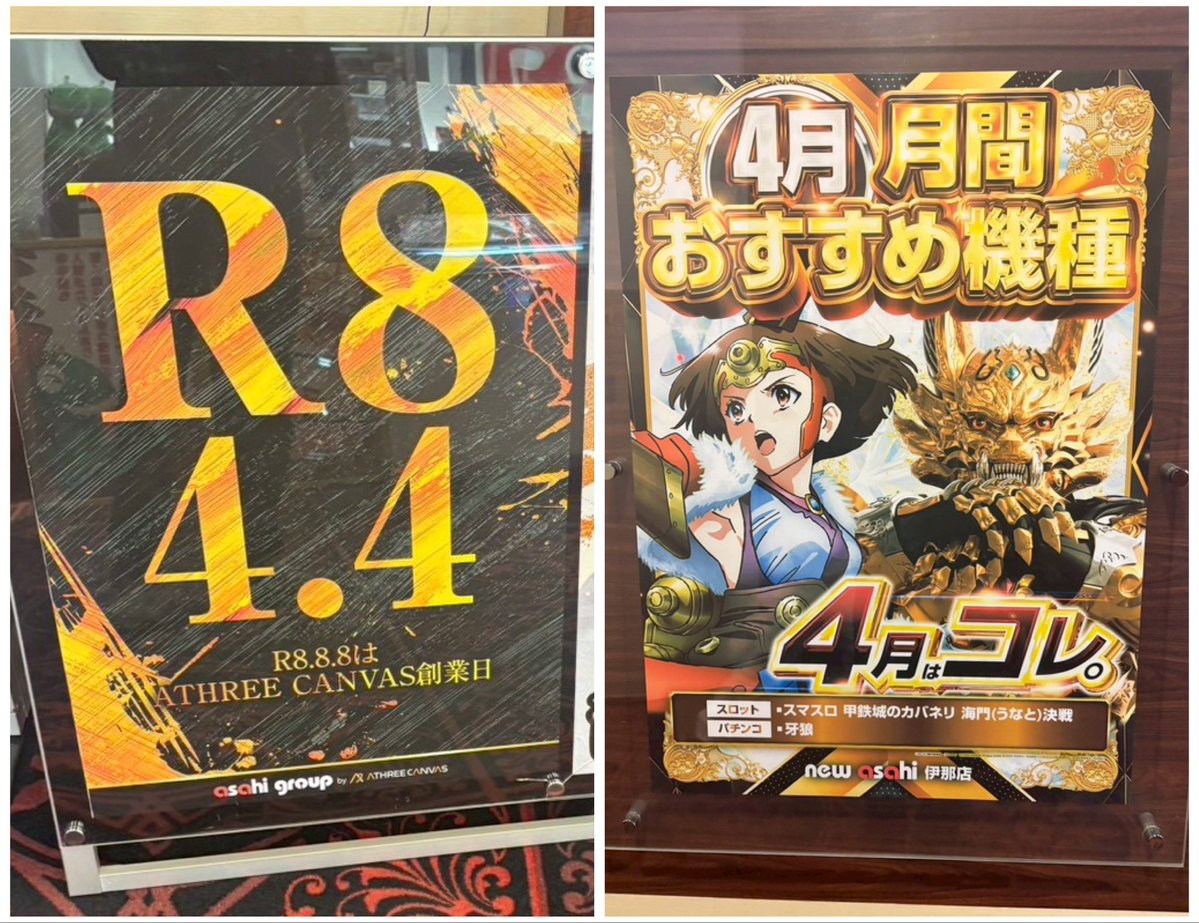 R8
4.4
R8.8.8は
ATHREE CANVAS創業日
asahi group by ATHREE CANVAS
4月 月間
おすすめ機種
4月はコレ。
スロット ・スマスロ 甲鉄城のカバネリ 海門(うなと)決戦
パチンコ ・牙狼
new asahi 伊那店